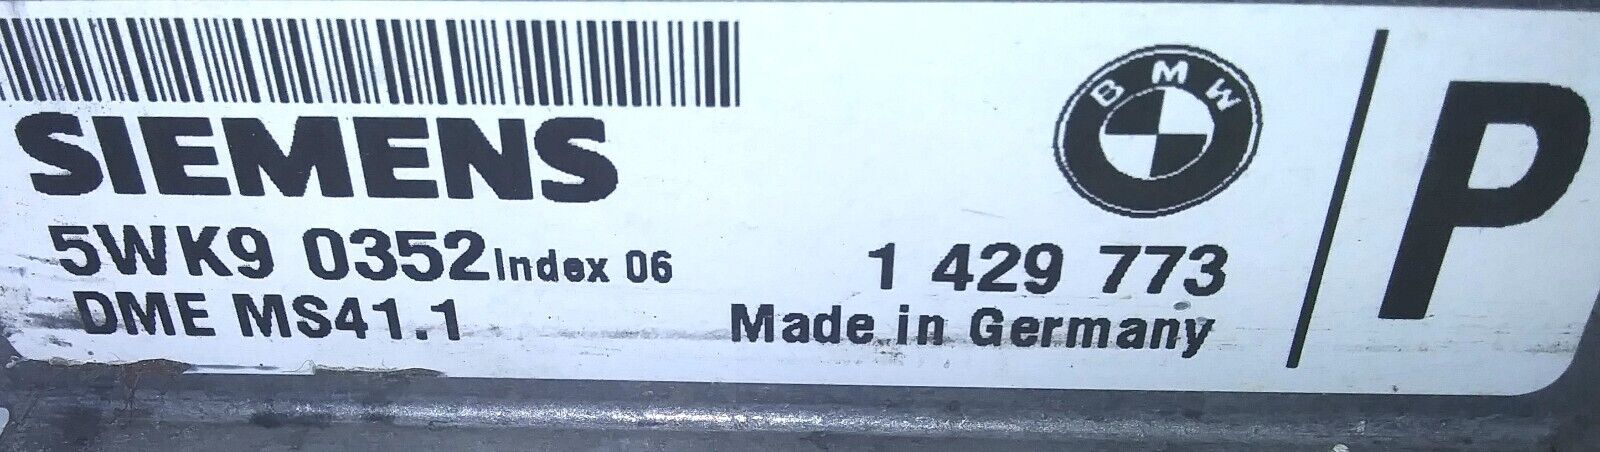 SIEMENS
BMW
5WK9 0352 Index 06
1 429 773
DME MS41.1
Made in Germany
P